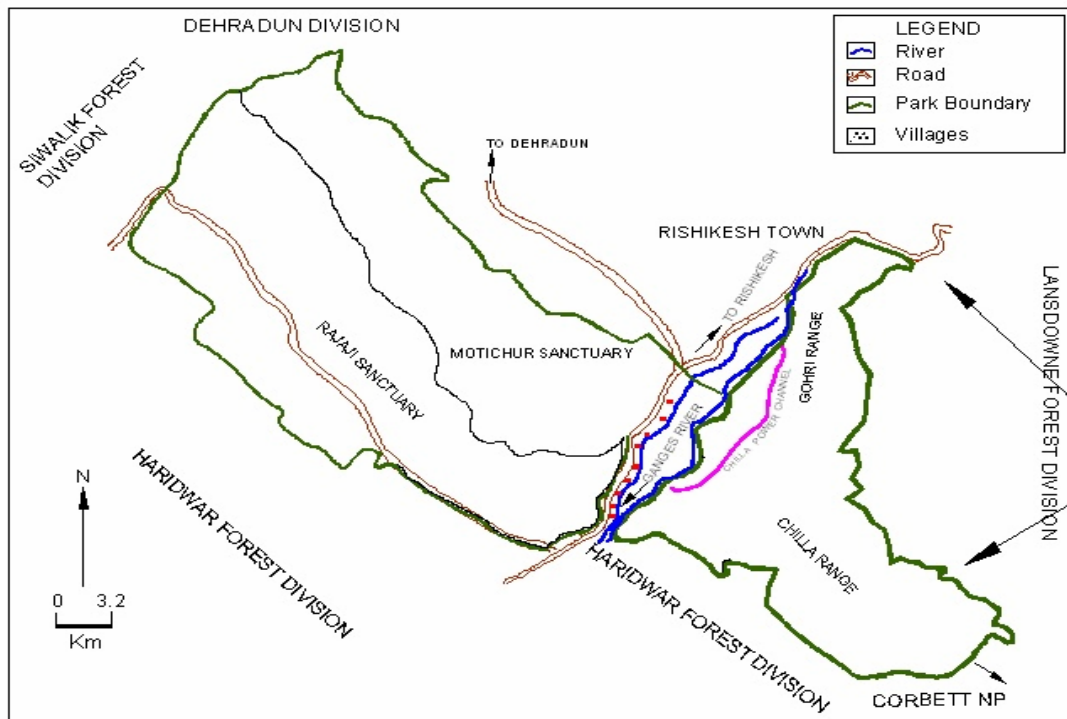 DEHRADUN DIVISION
LEGEND
River
Road
Park Boundary
Villages
SIWALIK FOREST
DIVISION
TO DEHRADUN
RISHIKESH TOWN
TO RISHIKESH
LANSDOWNE FOREST DIVISION
RAJAJI SANCTUARY
MOTICHUR SANCTUARY
GOHRI RANGE
GANGES RIVER
CHILLA POWER CHANNEL
HARIDWAR FOREST DIVISION
CHILLA RANGE
HARIDWAR FOREST DIVISION
N
0 3.2
Km
CORBETT NP